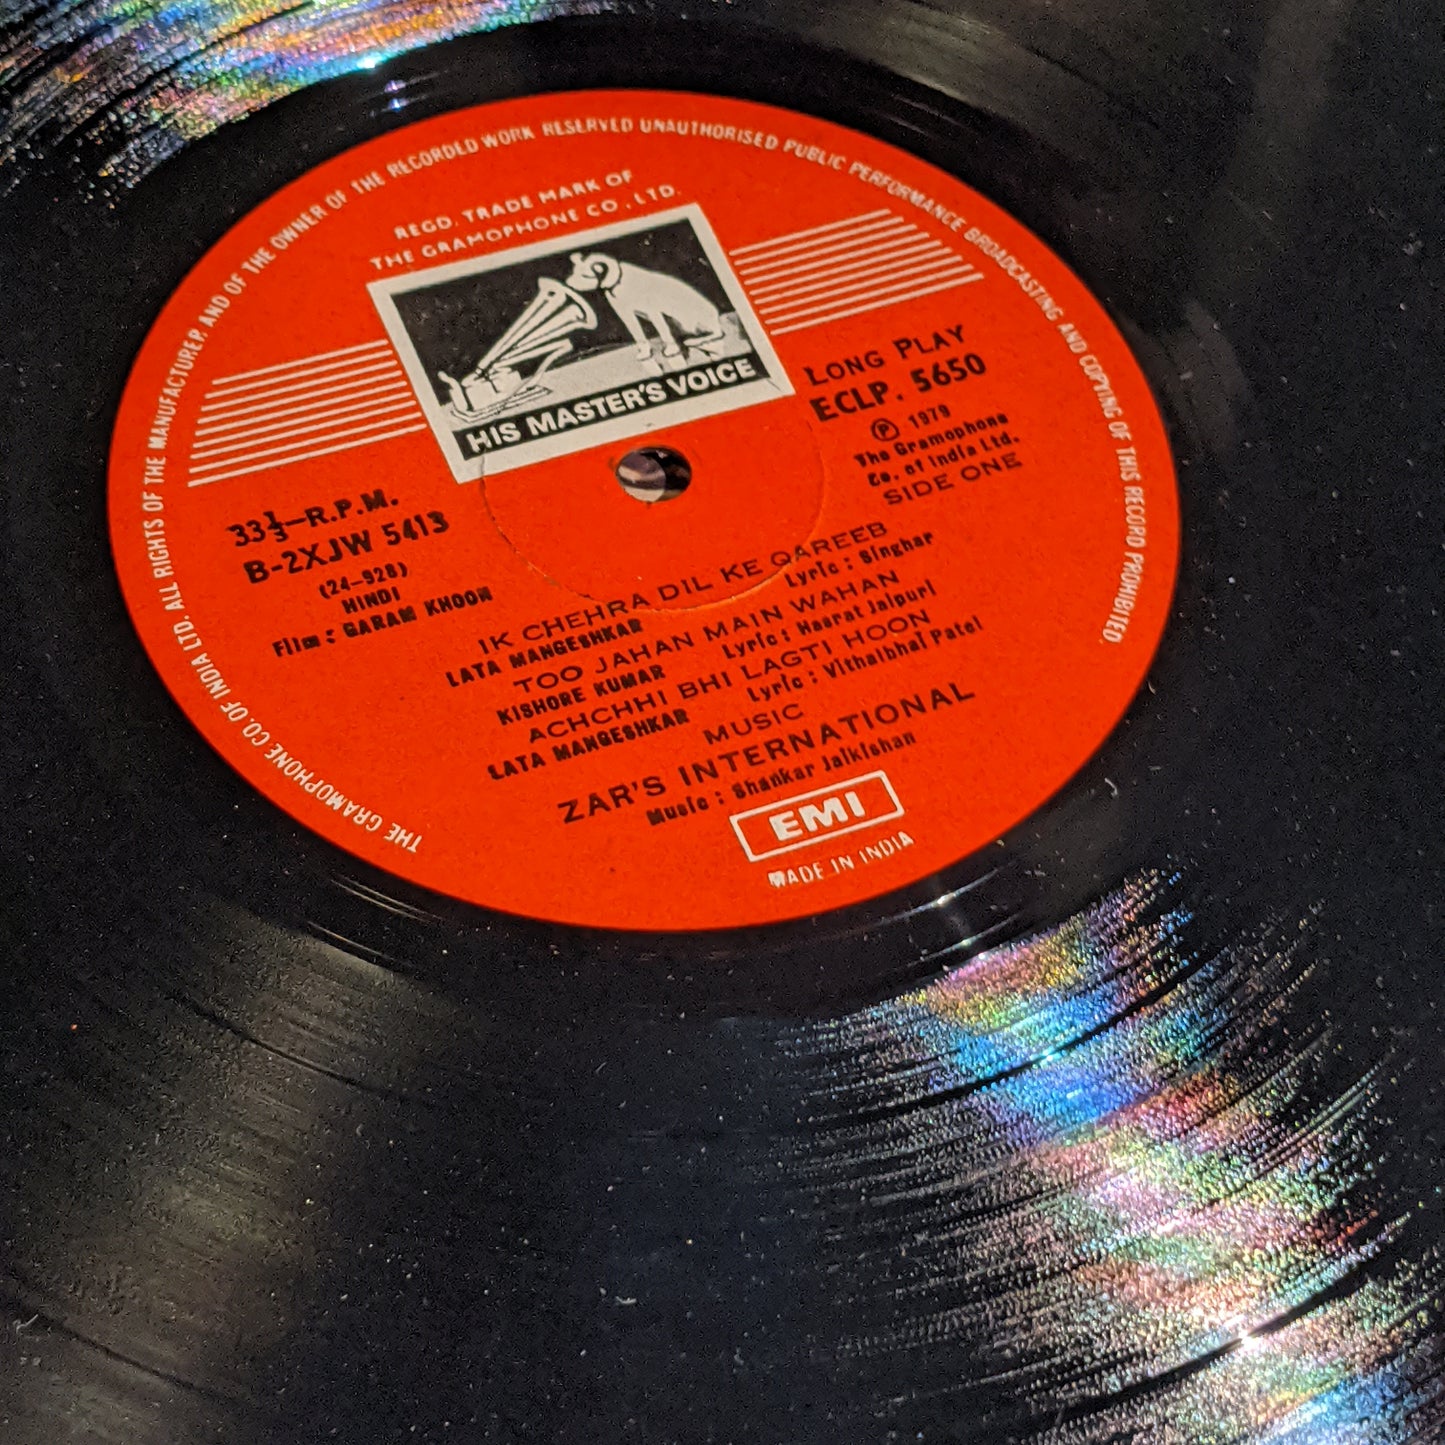 THE GRAMOPHONE CO. OF INDIA LTD. ALL RIGHTS OF THE MANUFACTURER AND OF THE OWNER OF THE RECORDED WORK RESERVED UNAUTHORISED PUBLIC PERFORMANCE BROADCASTING AND COPYING OF THIS RECORD PROHIBITED.
REGD. TRADE MARK OF
THE GRAMOPHONE CO., LTD.
HIS MASTER'S VOICE
LONG PLAY
ECLP. 5650
Ⓟ 1979
The Gramophone
Co. of India Ltd.
SIDE ONE
33⅓-R.P.M.
B-2XJW 5413
(24-928)
HINDI
Film : GARAM KHOON
IK CHEHRA DIL KE QAREEB
LATA MANGESHKAR Lyric : Singhar
TOO JAHAN MAIN WAHAN
KISHORE KUMAR Lyric : Hasrat Jaipuri
ACHCHHI BHI LAGTI HOON
LATA MANGESHKAR Lyric : Vithalbhai Patel
MUSIC
ZAR'S INTERNATIONAL
Music : Shankar Jaikishan
EMI
MADE IN INDIA